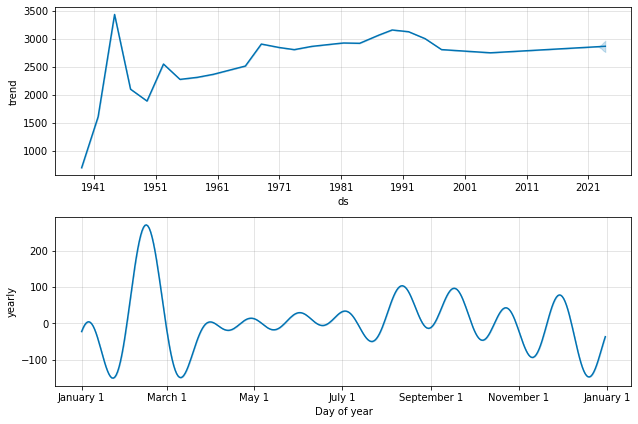 3500
3000
2500
2000
1500
1000
trend
1941 1951 1961 1971 1981 1991 2001 2011 2021
ds
200
100
0
−100
yearly
January 1 March 1 May 1 July 1 September 1 November 1 January 1
Day of year